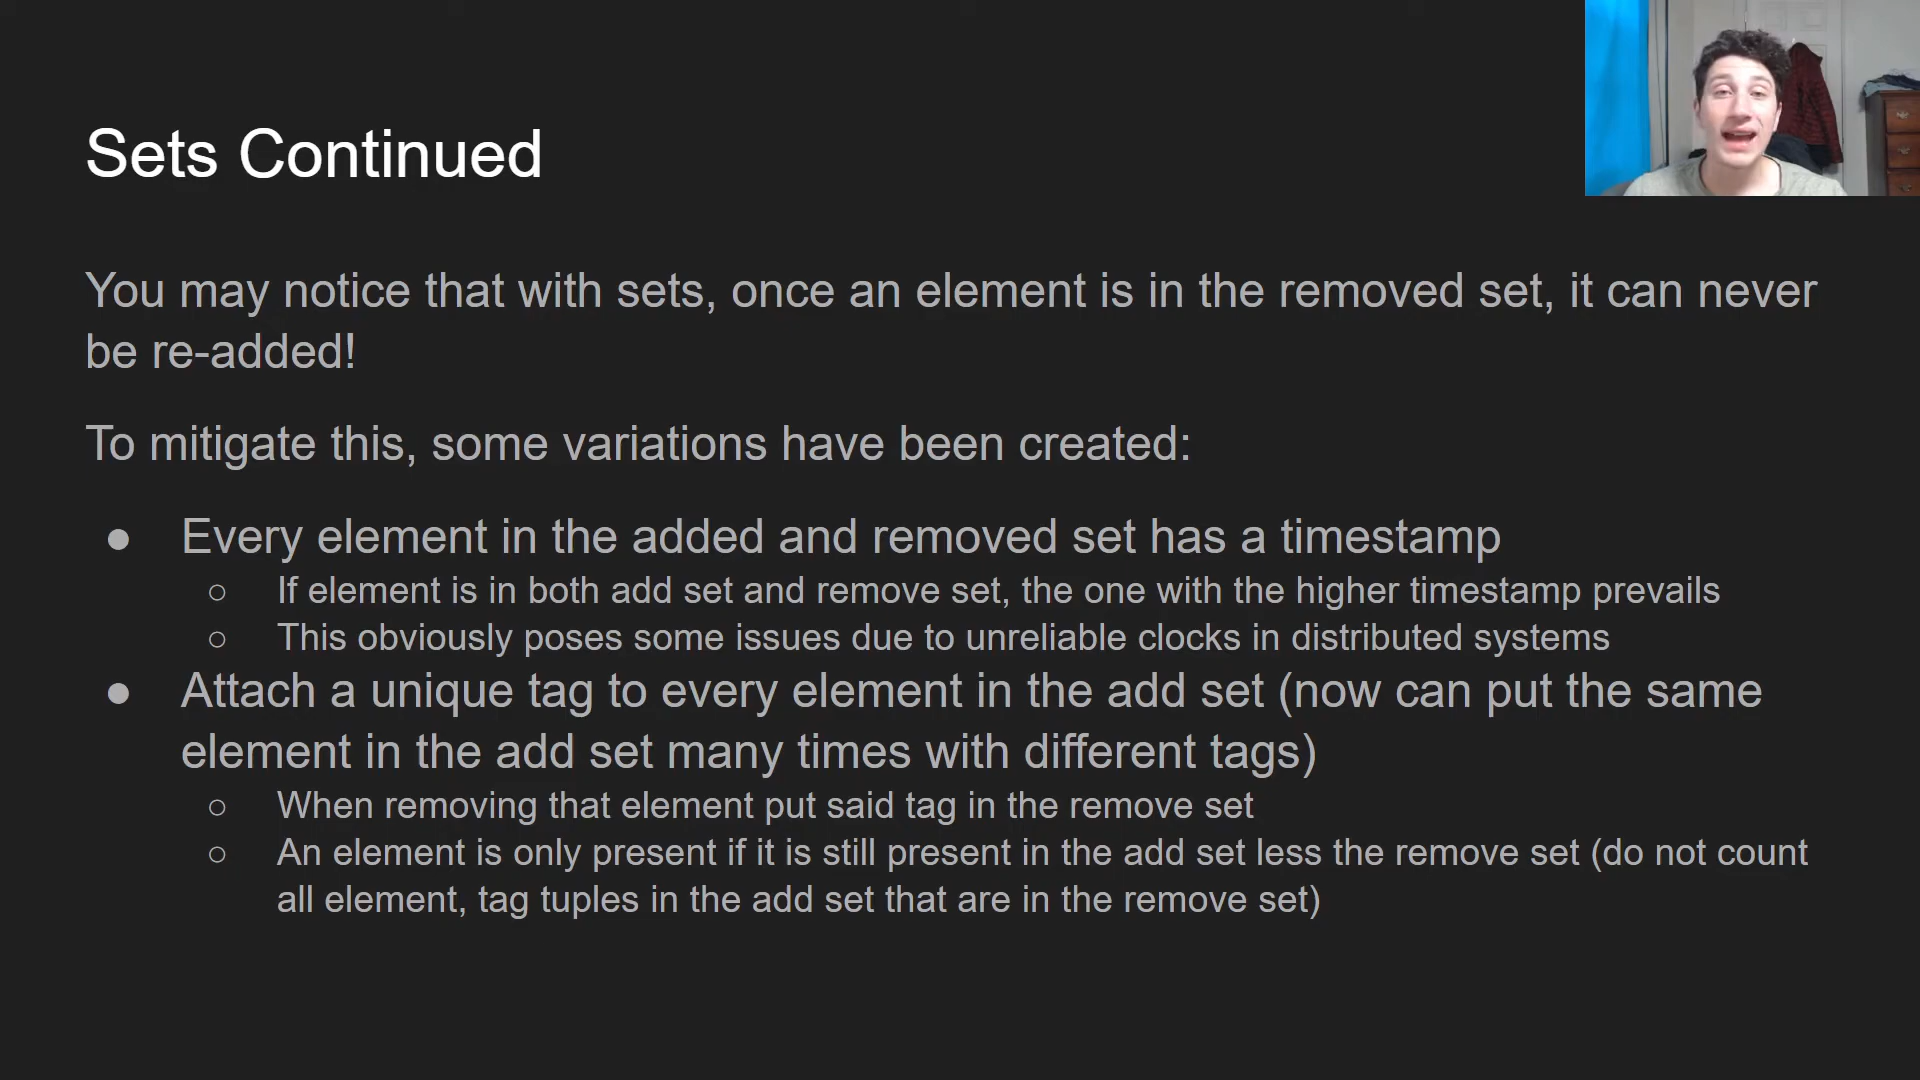 Sets Continued
You may notice that with sets, once an element is in the removed set, it can never
be re-added!
To mitigate this, some variations have been created:
● Every element in the added and removed set has a timestamp
○ If element is in both add set and remove set, the one with the higher timestamp prevails
○ This obviously poses some issues due to unreliable clocks in distributed systems
● Attach a unique tag to every element in the add set (now can put the same
element in the add set many times with different tags)
○ When removing that element put said tag in the remove set
○ An element is only present if it is still present in the add set less the remove set (do not count
all element, tag tuples in the add set that are in the remove set)